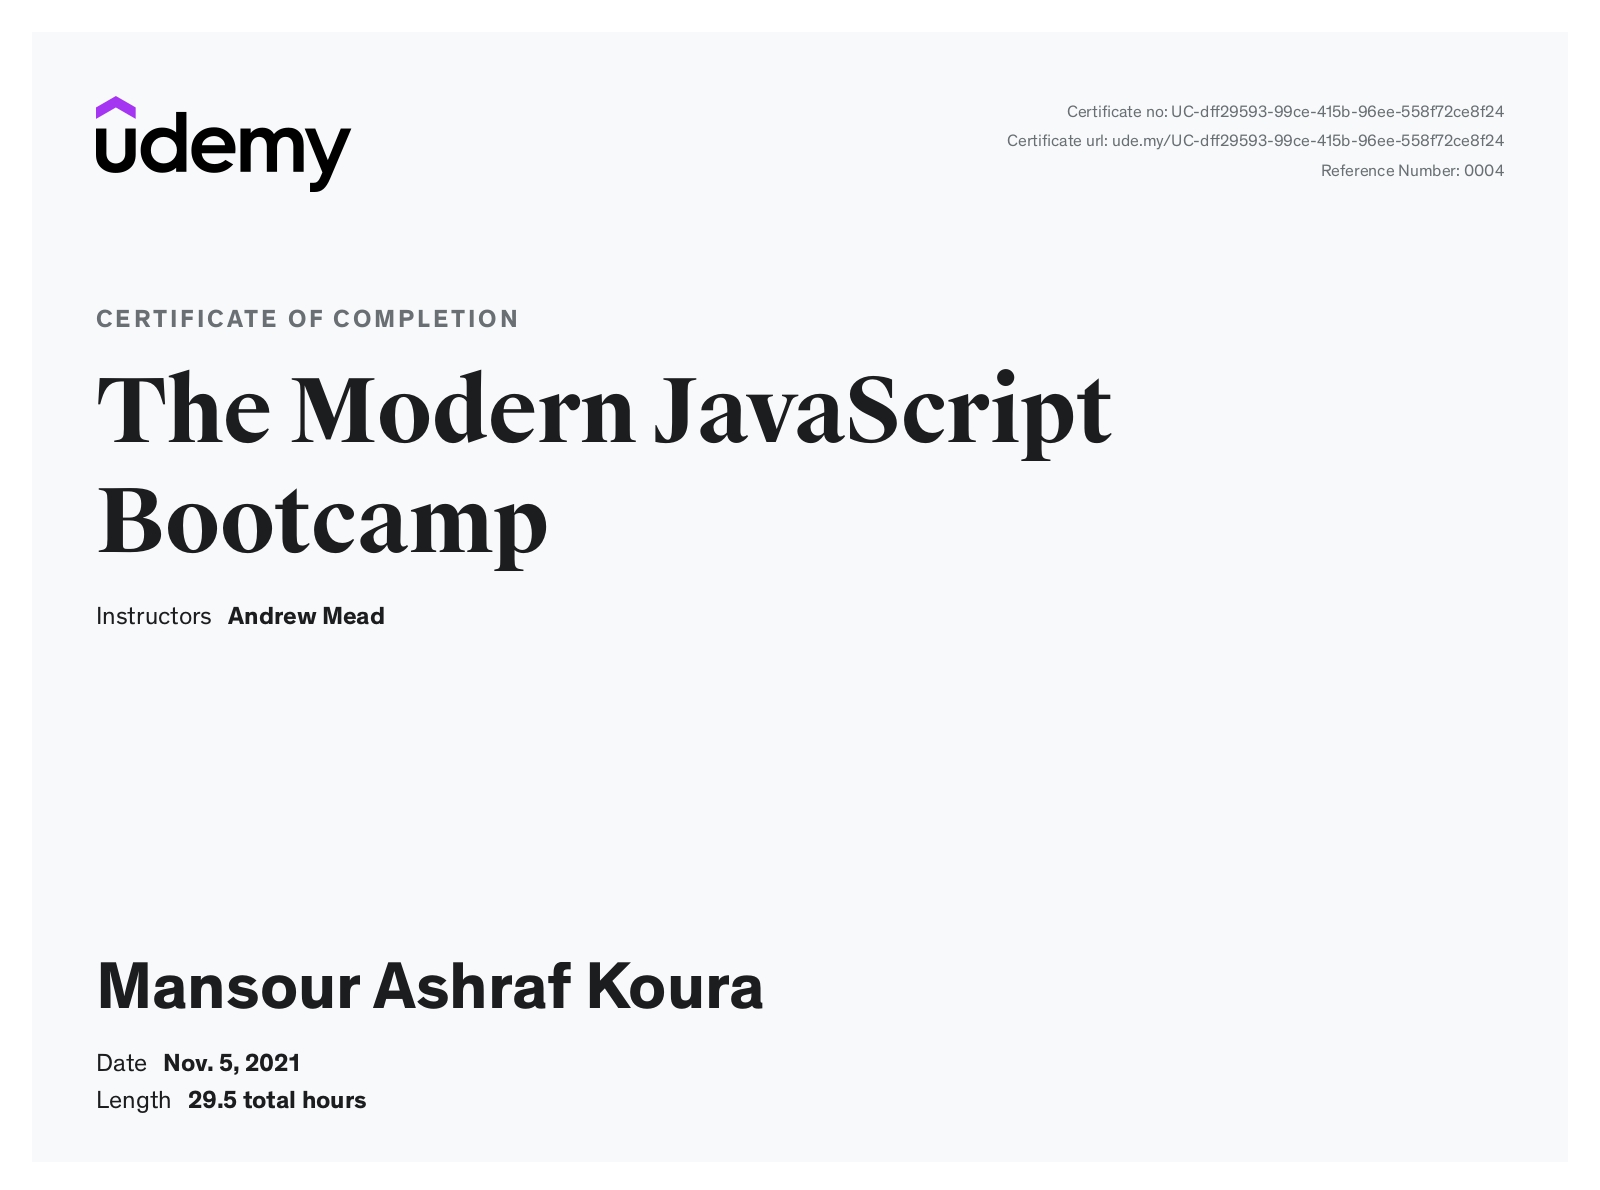 udemy
Certificate no: UC-dff29593-99ce-415b-96ee-558f72ce8f24
Certificate url: ude.my/UC-dff29593-99ce-415b-96ee-558f72ce8f24
Reference Number: 0004
CERTIFICATE OF COMPLETION
The Modern JavaScript
Bootcamp
Instructors Andrew Mead
Mansour Ashraf Koura
Date Nov. 5, 2021
Length 29.5 total hours